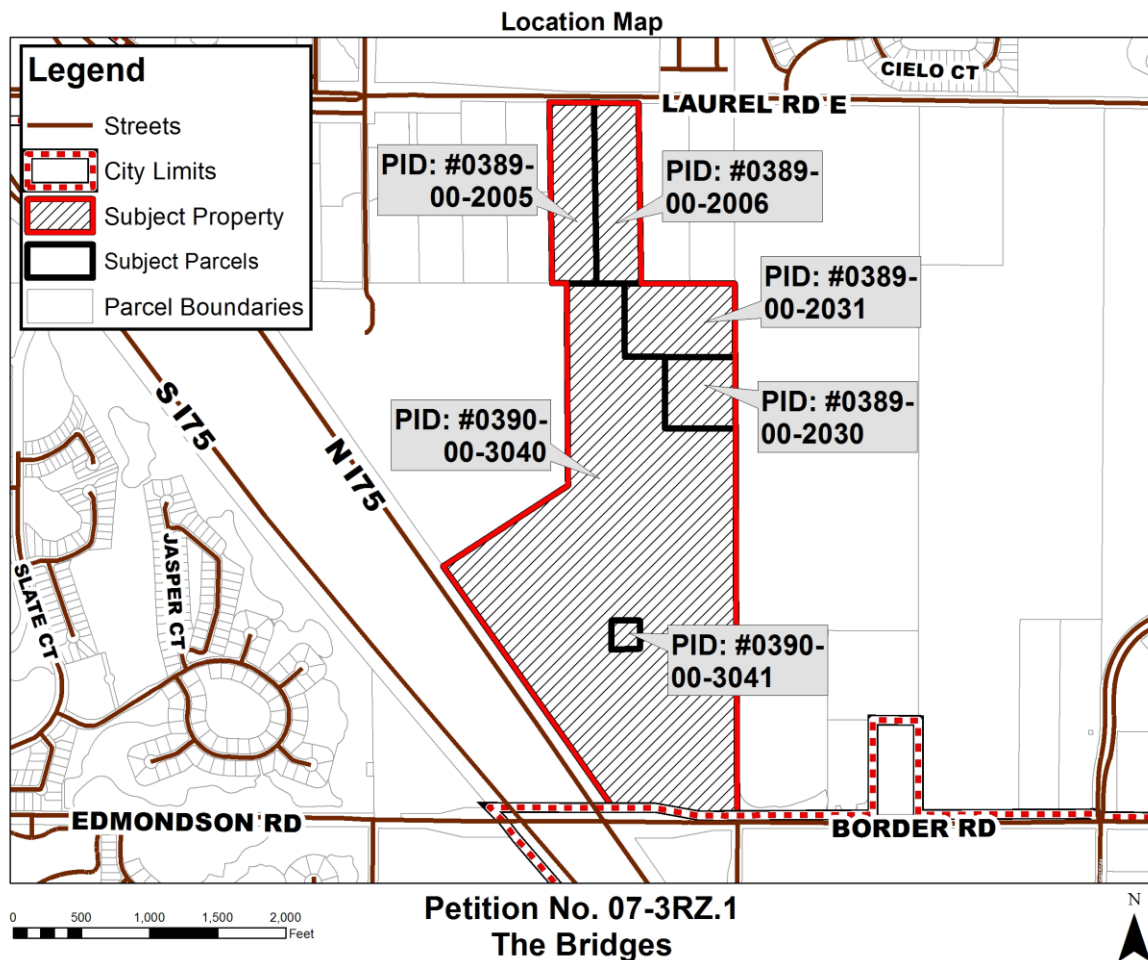 Location Map
Legend
Streets
City Limits
Subject Property
Subject Parcels
Parcel Boundaries
CIELO CT
LAUREL RD E
PID: #0389-
00-2005
PID: #0389-
00-2006
PID: #0389-
00-2031
PID: #0389-
00-2030
PID: #0390-
00-3040
S I75
N I75
JASPER CT
SLATE CT
PID: #0390-
00-3041
EDMONDSON RD
BORDER RD
Petition No. 07-3RZ.1
The Bridges
0 500 1,000 1,500 2,000
Feet
N